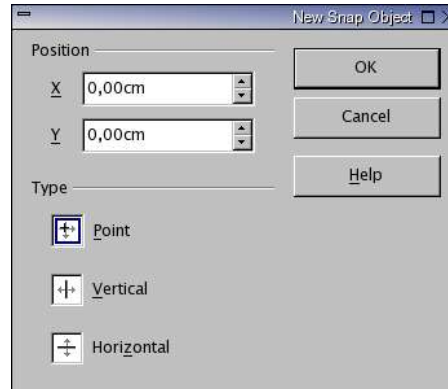 New Snap Object
Position
X 0,00cm
Y 0,00cm
OK
Cancel
Help
Type
Point
Vertical
Horizontal